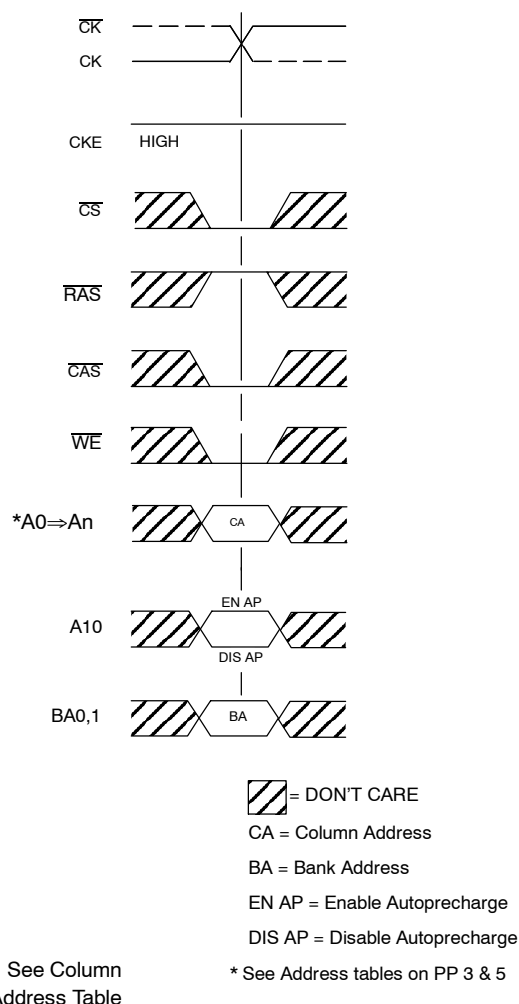 CK
CK
CKE HIGH
CS
RAS
CAS
WE
*A0⇒An CA
EN AP
A10
DIS AP
BA0,1 BA
= DON'T CARE
CA = Column Address
BA = Bank Address
EN AP = Enable Autoprecharge
DIS AP = Disable Autoprecharge
See Column * See Address tables on PP 3 & 5
Address Table